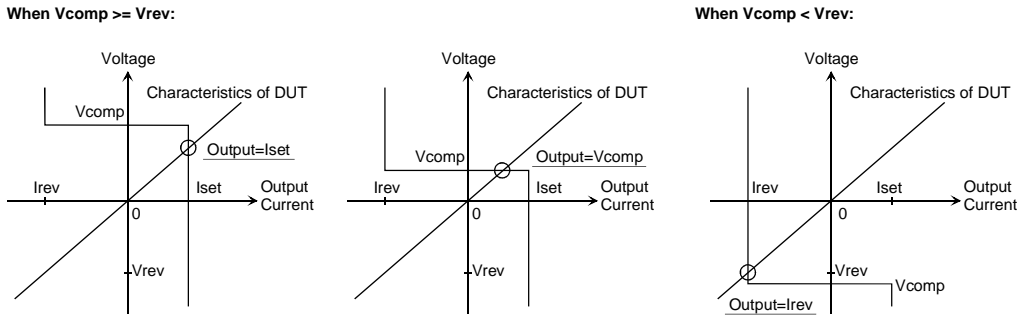 When Vcomp >= Vrev:
Voltage
Characteristics of DUT
Vcomp
Output=Iset
Irev
Iset
Output
Current
0
Vrev
Voltage
Characteristics of DUT
Vcomp
Output=Vcomp
Irev
Iset
Output
Current
0
Vrev
When Vcomp < Vrev:
Voltage
Characteristics of DUT
Irev
Iset
Output
Current
0
Vrev
Vcomp
Output=Irev